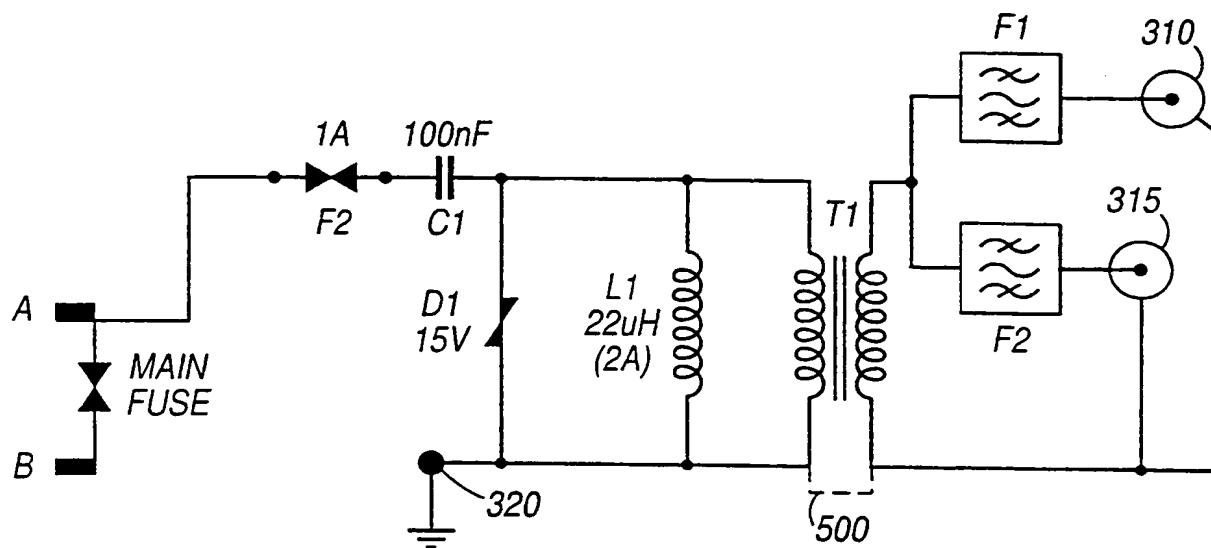 F1
310
1A
100nF
F2
C1
T1
315
A
D1
15V
L1
22uH
(2A)
F2
MAIN
FUSE
B
320
500